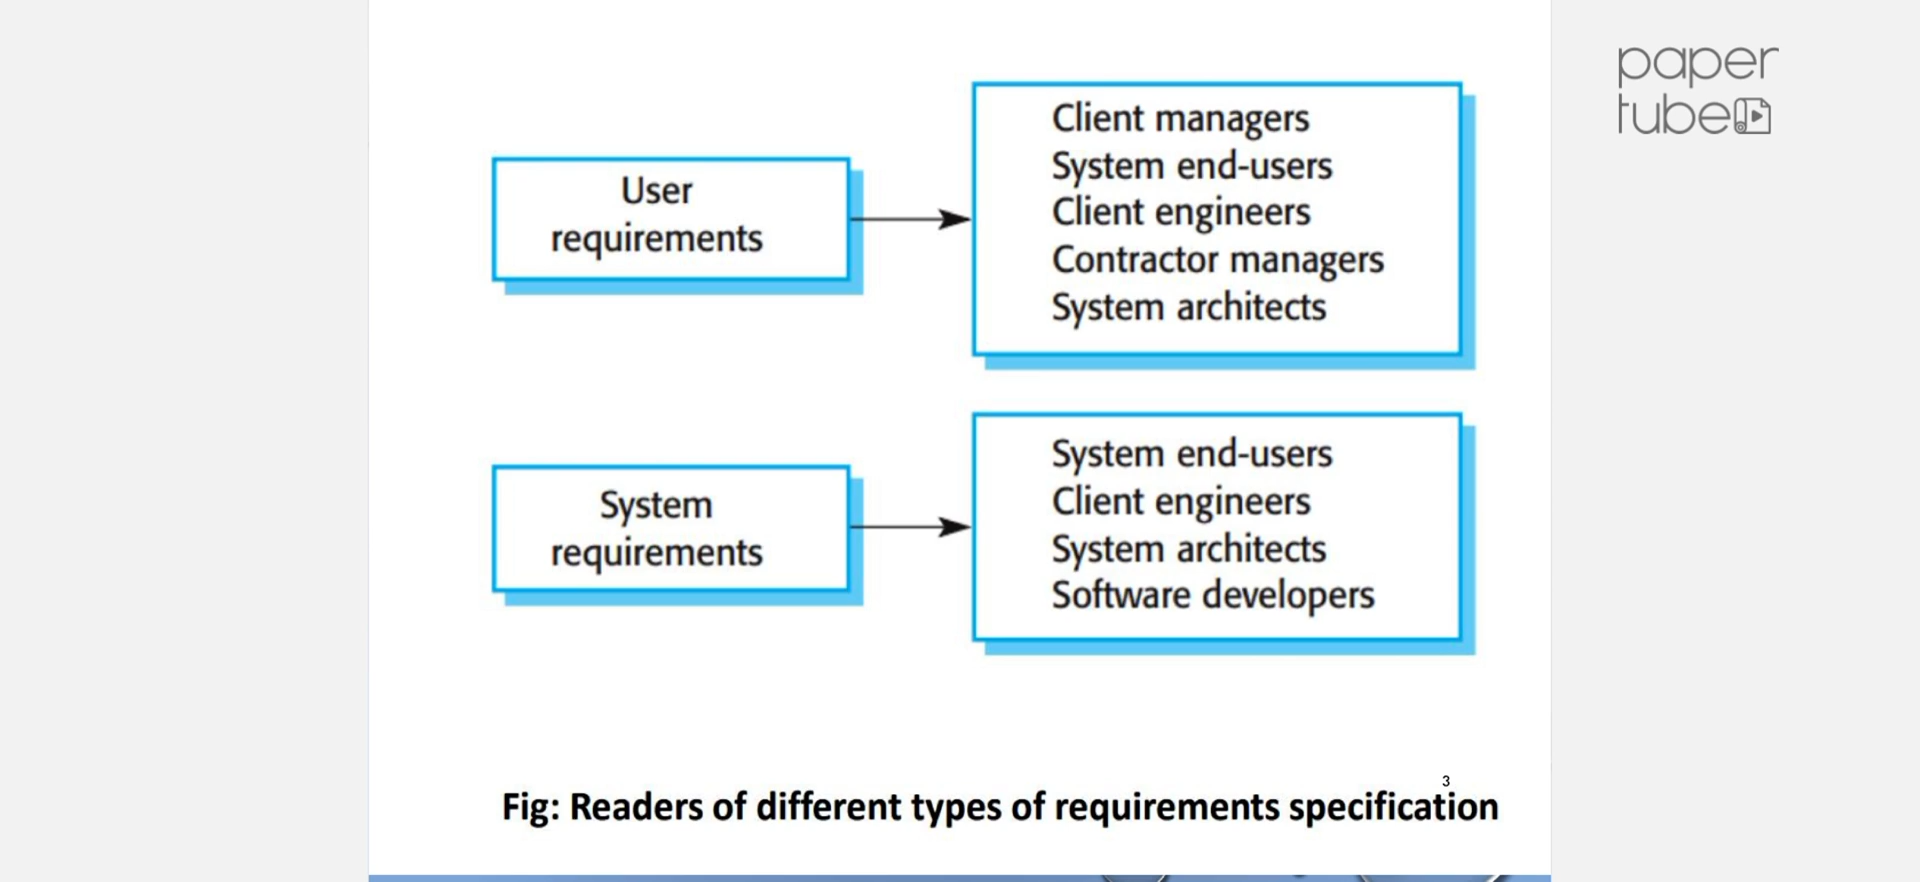 paper
tube
User
requirements
Client managers
System end-users
Client engineers
Contractor managers
System architects
System
requirements
System end-users
Client engineers
System architects
Software developers
3
Fig: Readers of different types of requirements specification